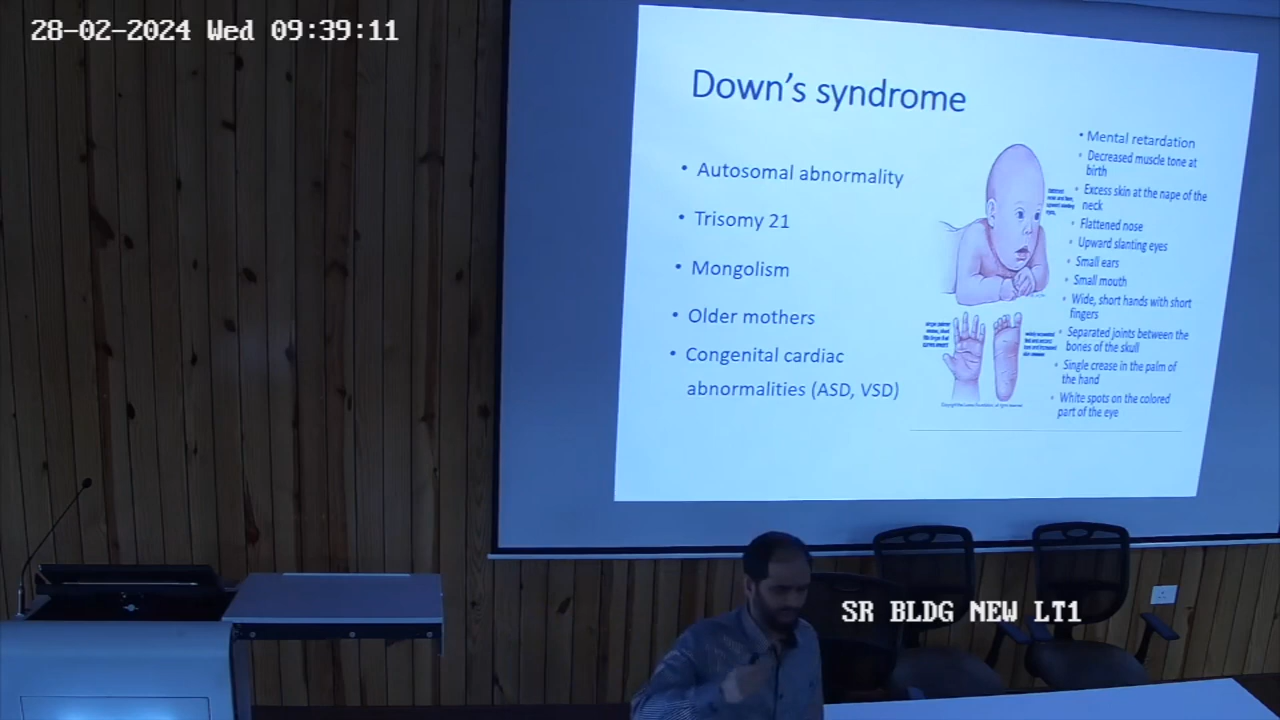 28-02-2024 Wed 09:39:11
Down's syndrome
• Autosomal abnormality
• Trisomy 21
• Mongolism
• Older mothers
• Congenital cardiac
abnormalities (ASD, VSD)
• Mental retardation
• Decreased muscle tone at
birth
• Excess skin at the nape of the
neck
• Flattened nose
• Upward slanting eyes
• Small ears
• Small mouth
• Wide, short hands with short
fingers
• Separated joints between the
bones of the skull
• Single crease in the palm of
the hand
• White spots on the colored
part of the eye
SR BLDG NEW LT1